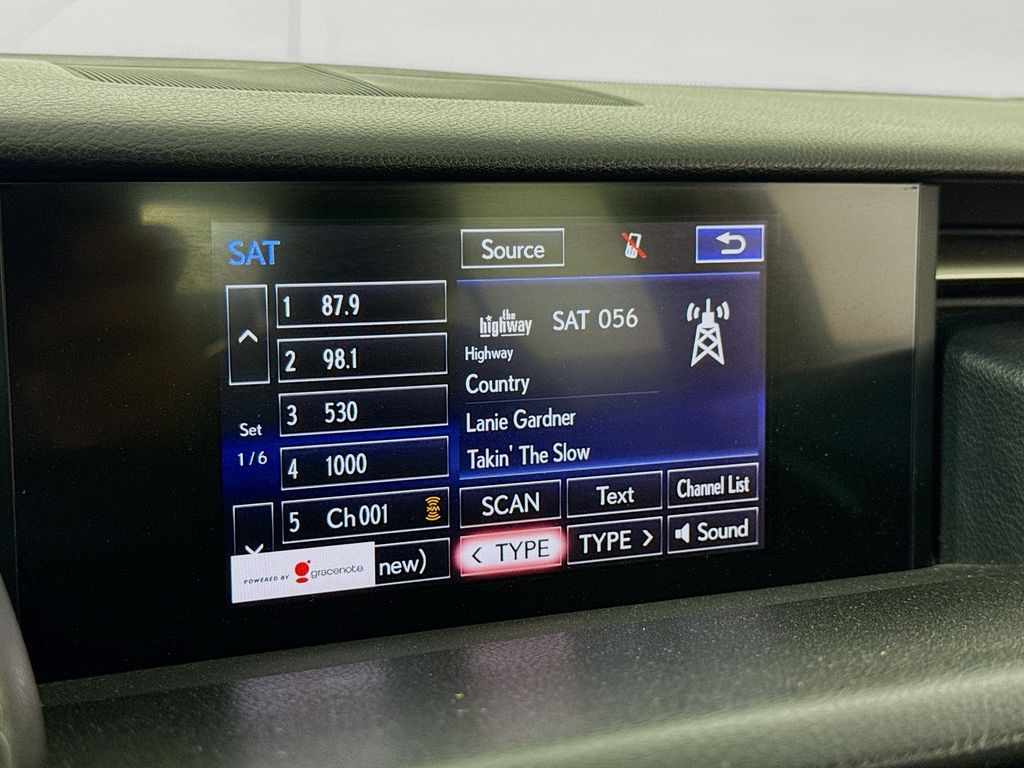 SAT
Source
1 87.9
2 98.1
3 530
4 1000
5 Ch 001 XM
new)
Set
1/6
the highway SAT 056
Highway
Country
Lanie Gardner
Takin' The Slow
SCAN
Text
Channel List
< TYPE
TYPE >
Sound
POWERED BY gracenote